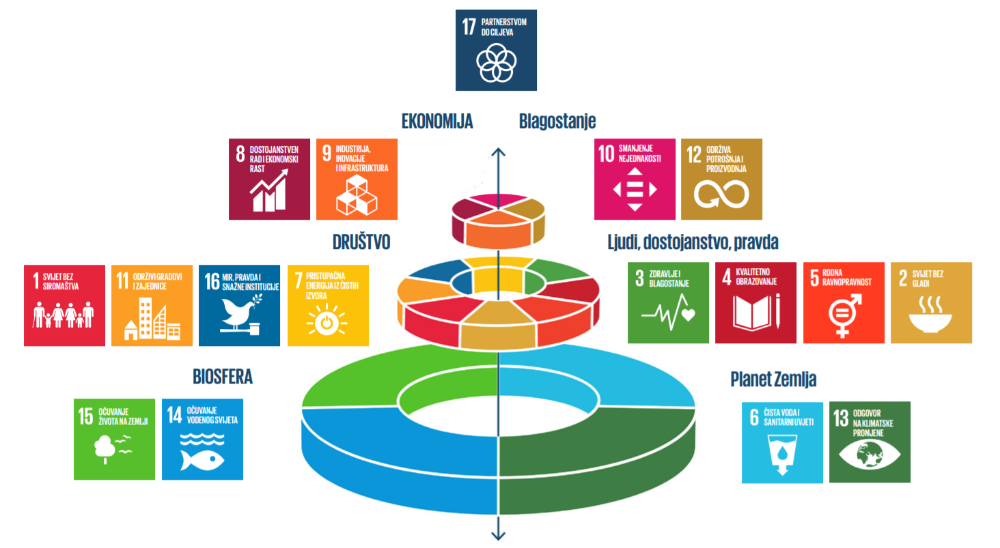 17 PARTNERSTVOM
DO CILJEVA
EKONOMIJA
Blagostanje
8 DOSTOJANSTVEN
RAD I EKONOMSKI
RAST
9 INDUSTRIJA,
INOVACIJE
I INFRASTRUKTURA
10 SMANJENJE
NEJEDNAKOSTI
12 ODRŽIVA
POTROŠNJA I
PROIZVODNJA
DRUŠTVO
Ljudi, dostojanstvo, pravda
1 SVIJET BEZ
SIROMAŠTVA
11 ODRŽIVI GRADOVI
I ZAJEDNICE
16 MIR, PRAVDA I
SNAŽNE INSTITUCIJE
7 PRISTUPAČNA
ENERGIJA IZ ČISTIH
IZVORA
3 ZDRAVLJE I
BLAGOSTANJE
4 KVALITETNO
OBRAZOVANJE
5 RODNA
RAVNOPRAVNOST
2 SVIJET BEZ
GLADI
BIOSFERA
Planet Zemlja
15 OČUVANJE
ŽIVOTA NA ZEMLJI
14 OČUVANJE
VODENOG SVIJETA
6 ČISTA VODA I
SANITARNI UVJETI
13 ODGOVOR
NA KLIMATSKE
PROMJENE